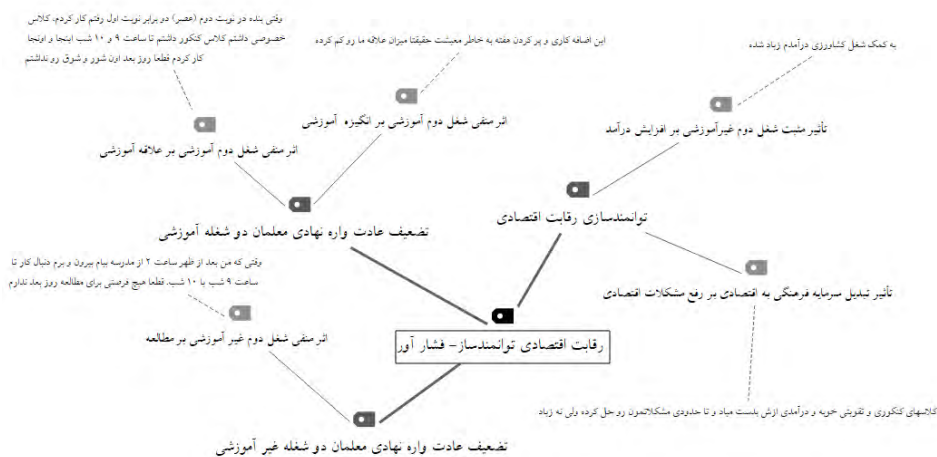 وقتی بنده در نوبت دوم (عصر) دو برابر نوبت اول رفتم کار کردم، کلاس
خصوصی داشتم کلاس کنکور داشتم تا ساعت ۹ و ۱۰ شب اینجا و اونجا
کار کردم قطعا روز بعد اون شور و شوق رو نداشتم
این اضافه کاری و پر کردن هفته به خاطر معیشت حقیقتا میزان علاقه ما رو کم کرده
به کمک شغل کشاورزی درآمدم زیاد شده
اثر منفی شغل دوم آموزشی بر انگیزه آموزشی
تأثیر مثبت شغل دوم غیرآموزشی بر افزایش درآمد
اثر منفی شغل دوم آموزشی بر علاقه آموزشی
توانمندسازی رقابت اقتصادی
تضعیف عادت واره نهادی معلمان دو شغله آموزشی
وقتی که من بعد از ظهر ساعت ۲ از مدرسه بیام بیرون و برم دنبال کار تا
ساعت ۹ شب یا ۱۰ شب. قطعا هیچ فرصتی برای مطالعه روز بعد ندارم
تأثیر تبدیل سرمایه فرهنگی به اقتصادی بر رفع مشکلات اقتصادی
اثر منفی شغل دوم غیر آموزشی بر مطالعه
رقابت اقتصادی توانمندساز- فشار آور
کلاسهای کنکوری و تقویتی خوبه و درآمدی ازش بدست میاد و تا حدودی مشکلاتمون رو حل کرده ولی نه زیاد
تضعیف عادت واره نهادی معلمان دو شغله غیر آموزشی